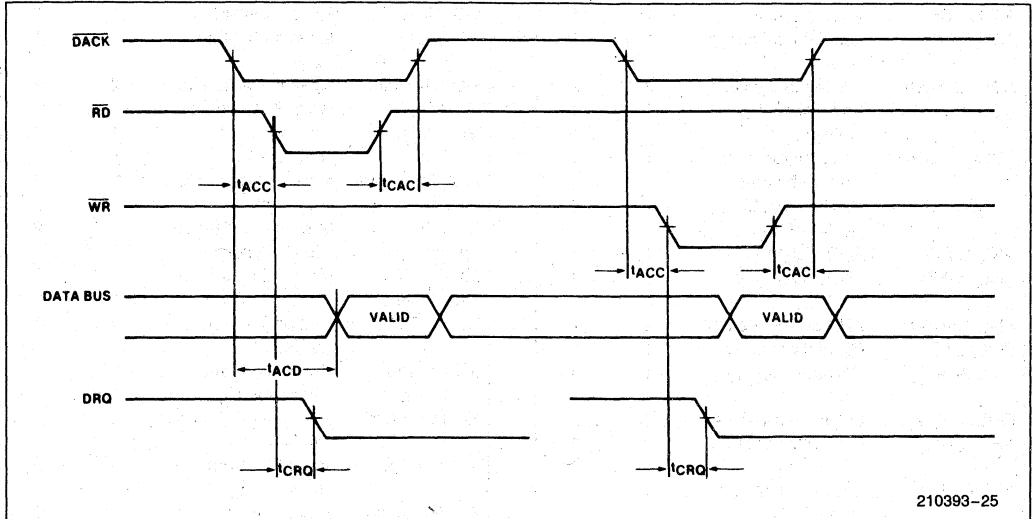 DACK
RD
tACC
tCAC
WR
tACC
tCAC
DATA BUS
VALID
VALID
tACD
DRQ
tCRQ
tCRQ
210393–25